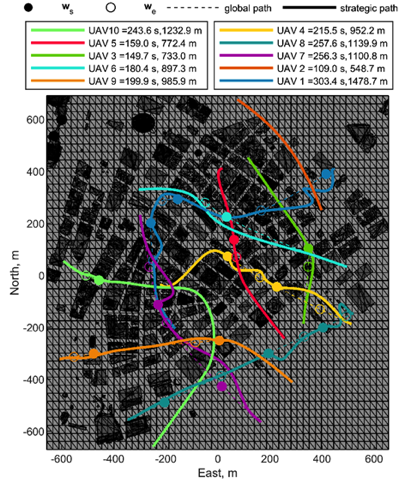 w_s w_e global path strategic path
UAV10 =243.6 s,1232.9 m
UAV 5 =159.0 s, 772.4 m
UAV 3 =149.7 s, 733.0 m
UAV 6 =180.4 s, 897.3 m
UAV 9 =199.9 s, 985.9 m
UAV 4 =215.5 s, 952.2 m
UAV 8 =257.6 s,1139.9 m
UAV 7 =256.3 s,1100.8 m
UAV 2 =109.0 s, 548.7 m
UAV 1 =303.4 s,1478.7 m
600
400
200
0
-200
-400
-600
North, m
-600 -400 -200 0 200 400 600
East, m